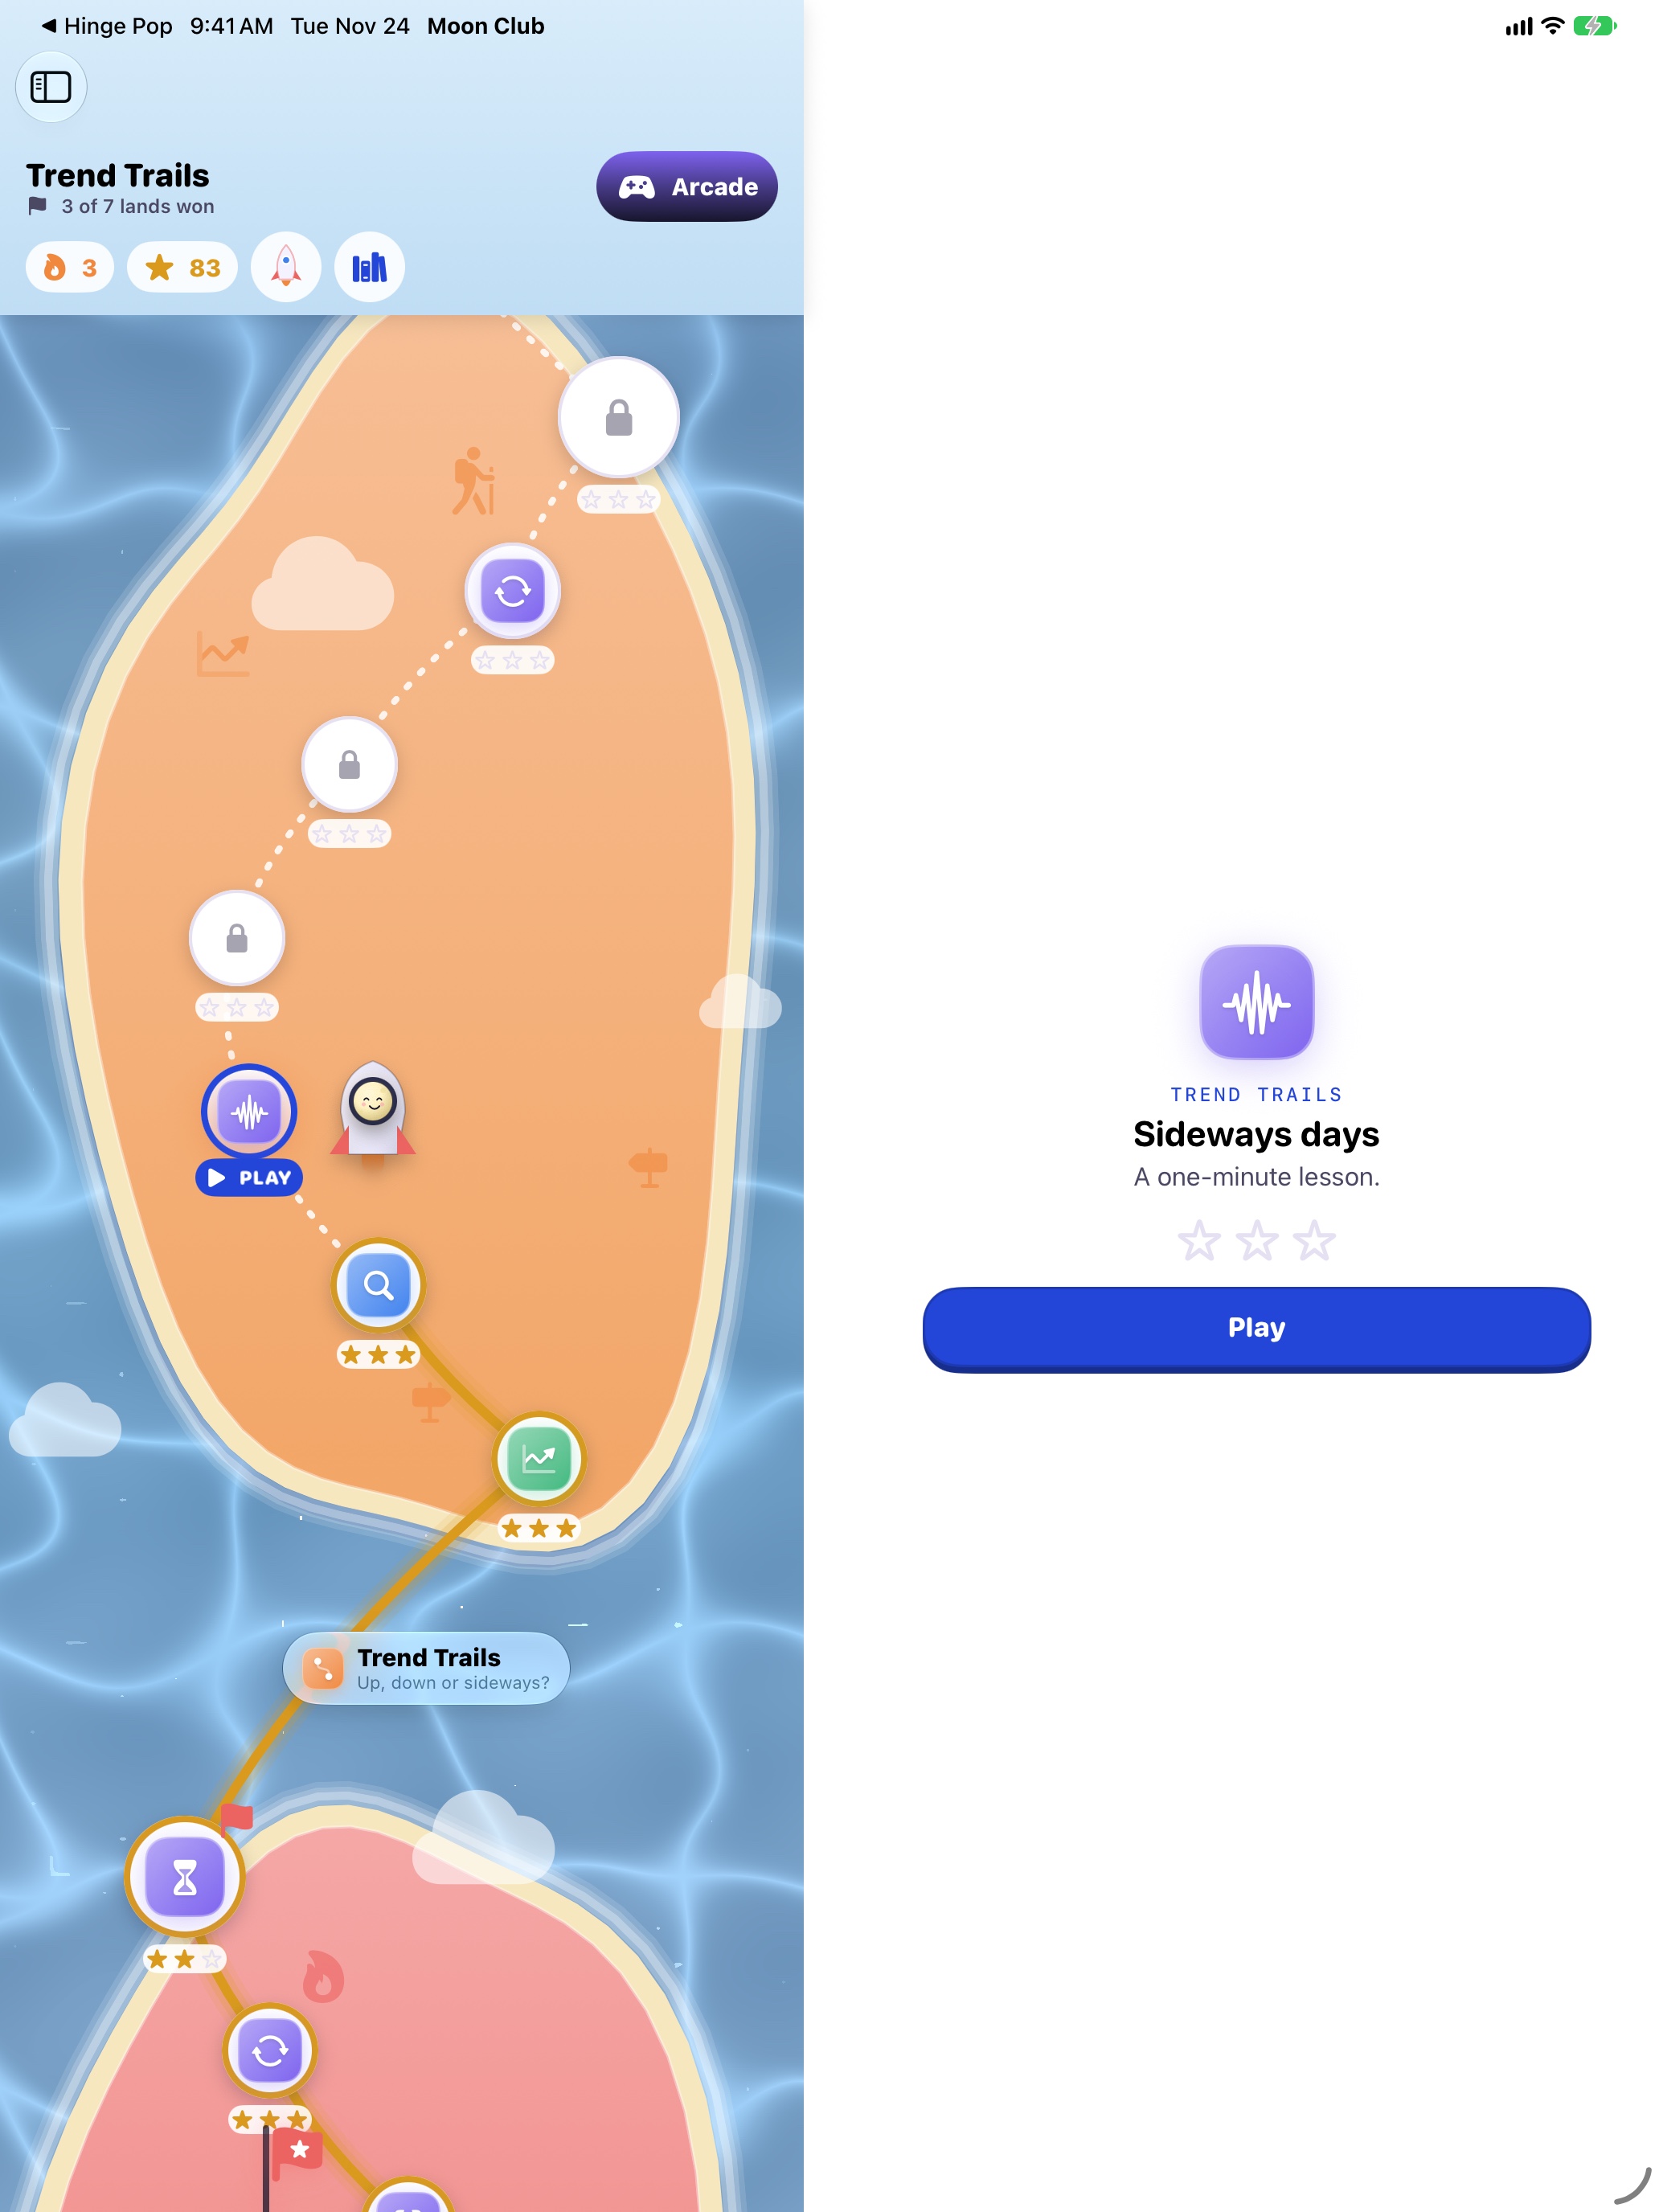 Hinge Pop 9:41 AM Tue Nov 24 Moon Club
Trend Trails
3 of 7 lands won
Arcade
3
83
PLAY
Trend Trails
Up, down or sideways?
TREND TRAILS
Sideways days
A one-minute lesson.
Play